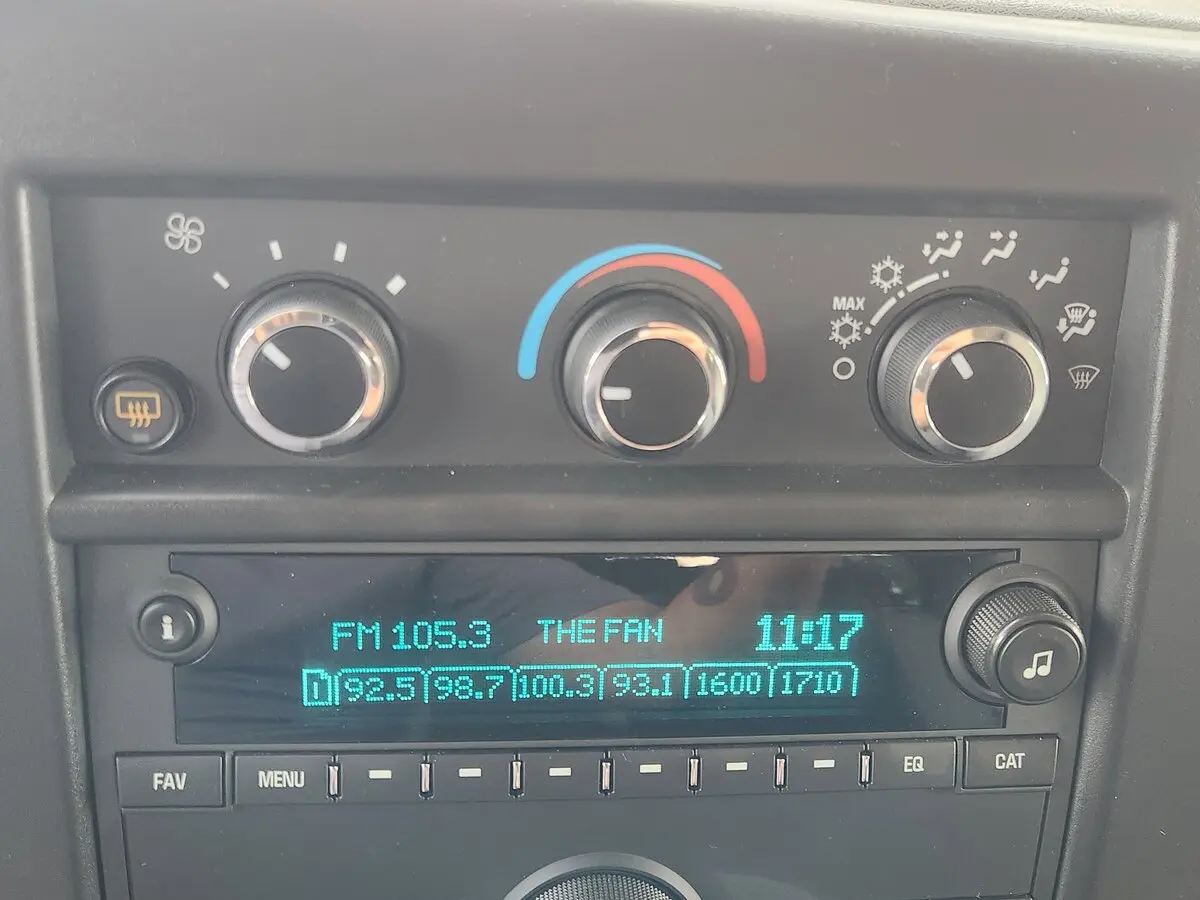 MAX
FM 105.3 THE FAN 11:17
1 92.5 98.7 100.3 93.1 1600 1710
i
FAV MENU EQ CAT